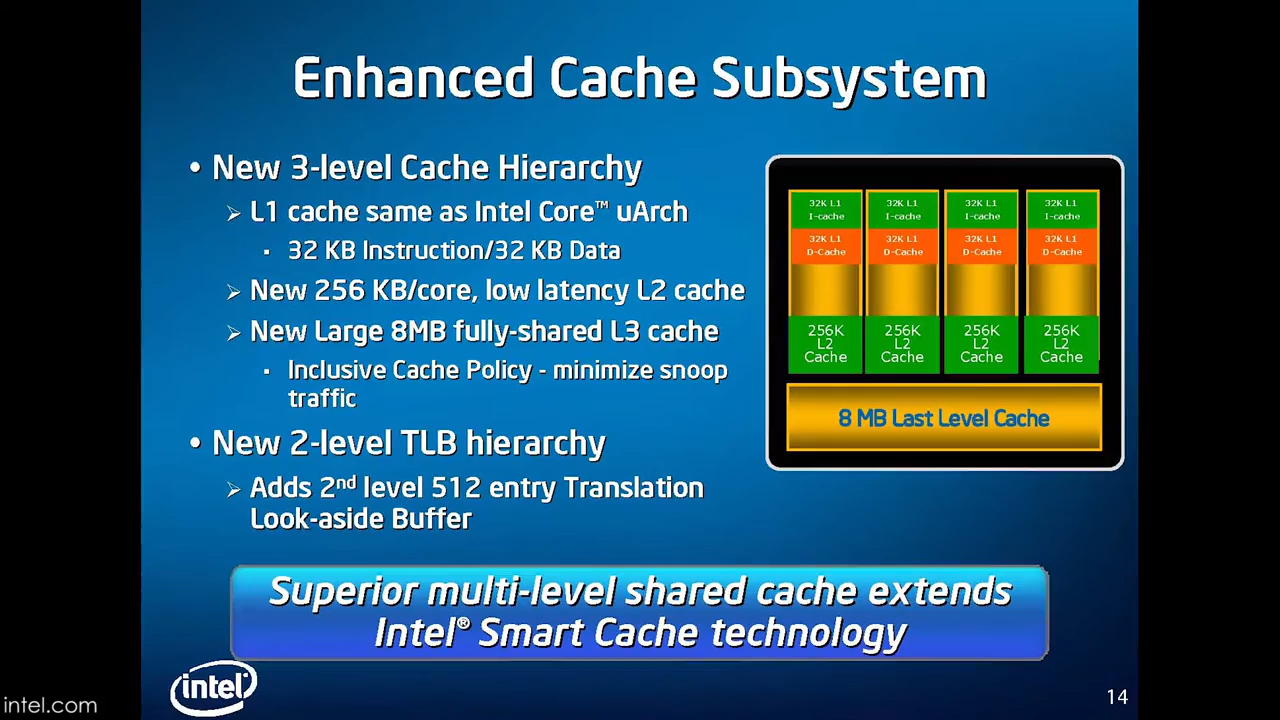 Enhanced Cache Subsystem
• New 3-level Cache Hierarchy
➢ L1 cache same as Intel Core™ uArch
▪ 32 KB Instruction/32 KB Data
➢ New 256 KB/core, low latency L2 cache
➢ New Large 8MB fully-shared L3 cache
▪ Inclusive Cache Policy - minimize snoop
traffic
• New 2-level TLB hierarchy
➢ Adds 2nd level 512 entry Translation
Look-aside Buffer
32K L1
I-cache
32K L1
D-Cache
256K
L2
Cache
32K L1
I-cache
32K L1
D-Cache
256K
L2
Cache
32K L1
I-cache
32K L1
D-Cache
256K
L2
Cache
32K L1
I-cache
32K L1
D-Cache
256K
L2
Cache
8 MB Last Level Cache
Superior multi-level shared cache extends
Intel® Smart Cache technology
intel
14
intel.com